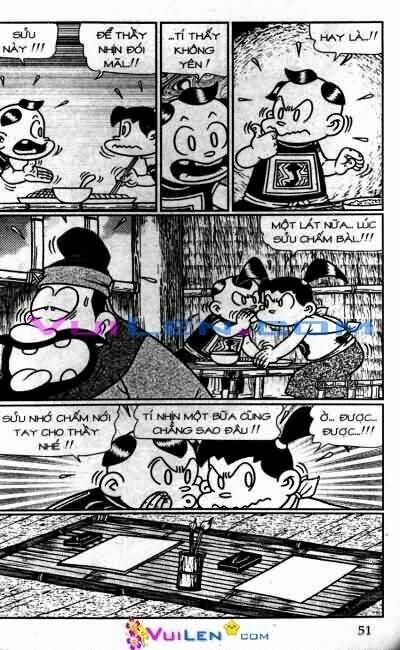 SỬU
NÀY !!!
ĐỂ THẦY
NHỊN ĐÓI
MÃI...!!
...TÍ THẤY
KHÔNG
YÊN !
HAY LÀ...!!
MỘT LÁT NỮA... LÚC
SỬU CHẤM BÀI...!!!
VUILEN.COM
SỬU NHỚ CHẤM NỚI
TAY CHO THẦY
NHÉ !
TÍ NHỊN MỘT BỮA CŨNG
CHẲNG SAO ĐÂU !!
Ờ... ĐƯỢC...
ĐƯỢC...!!!
51
VUILEN.COM